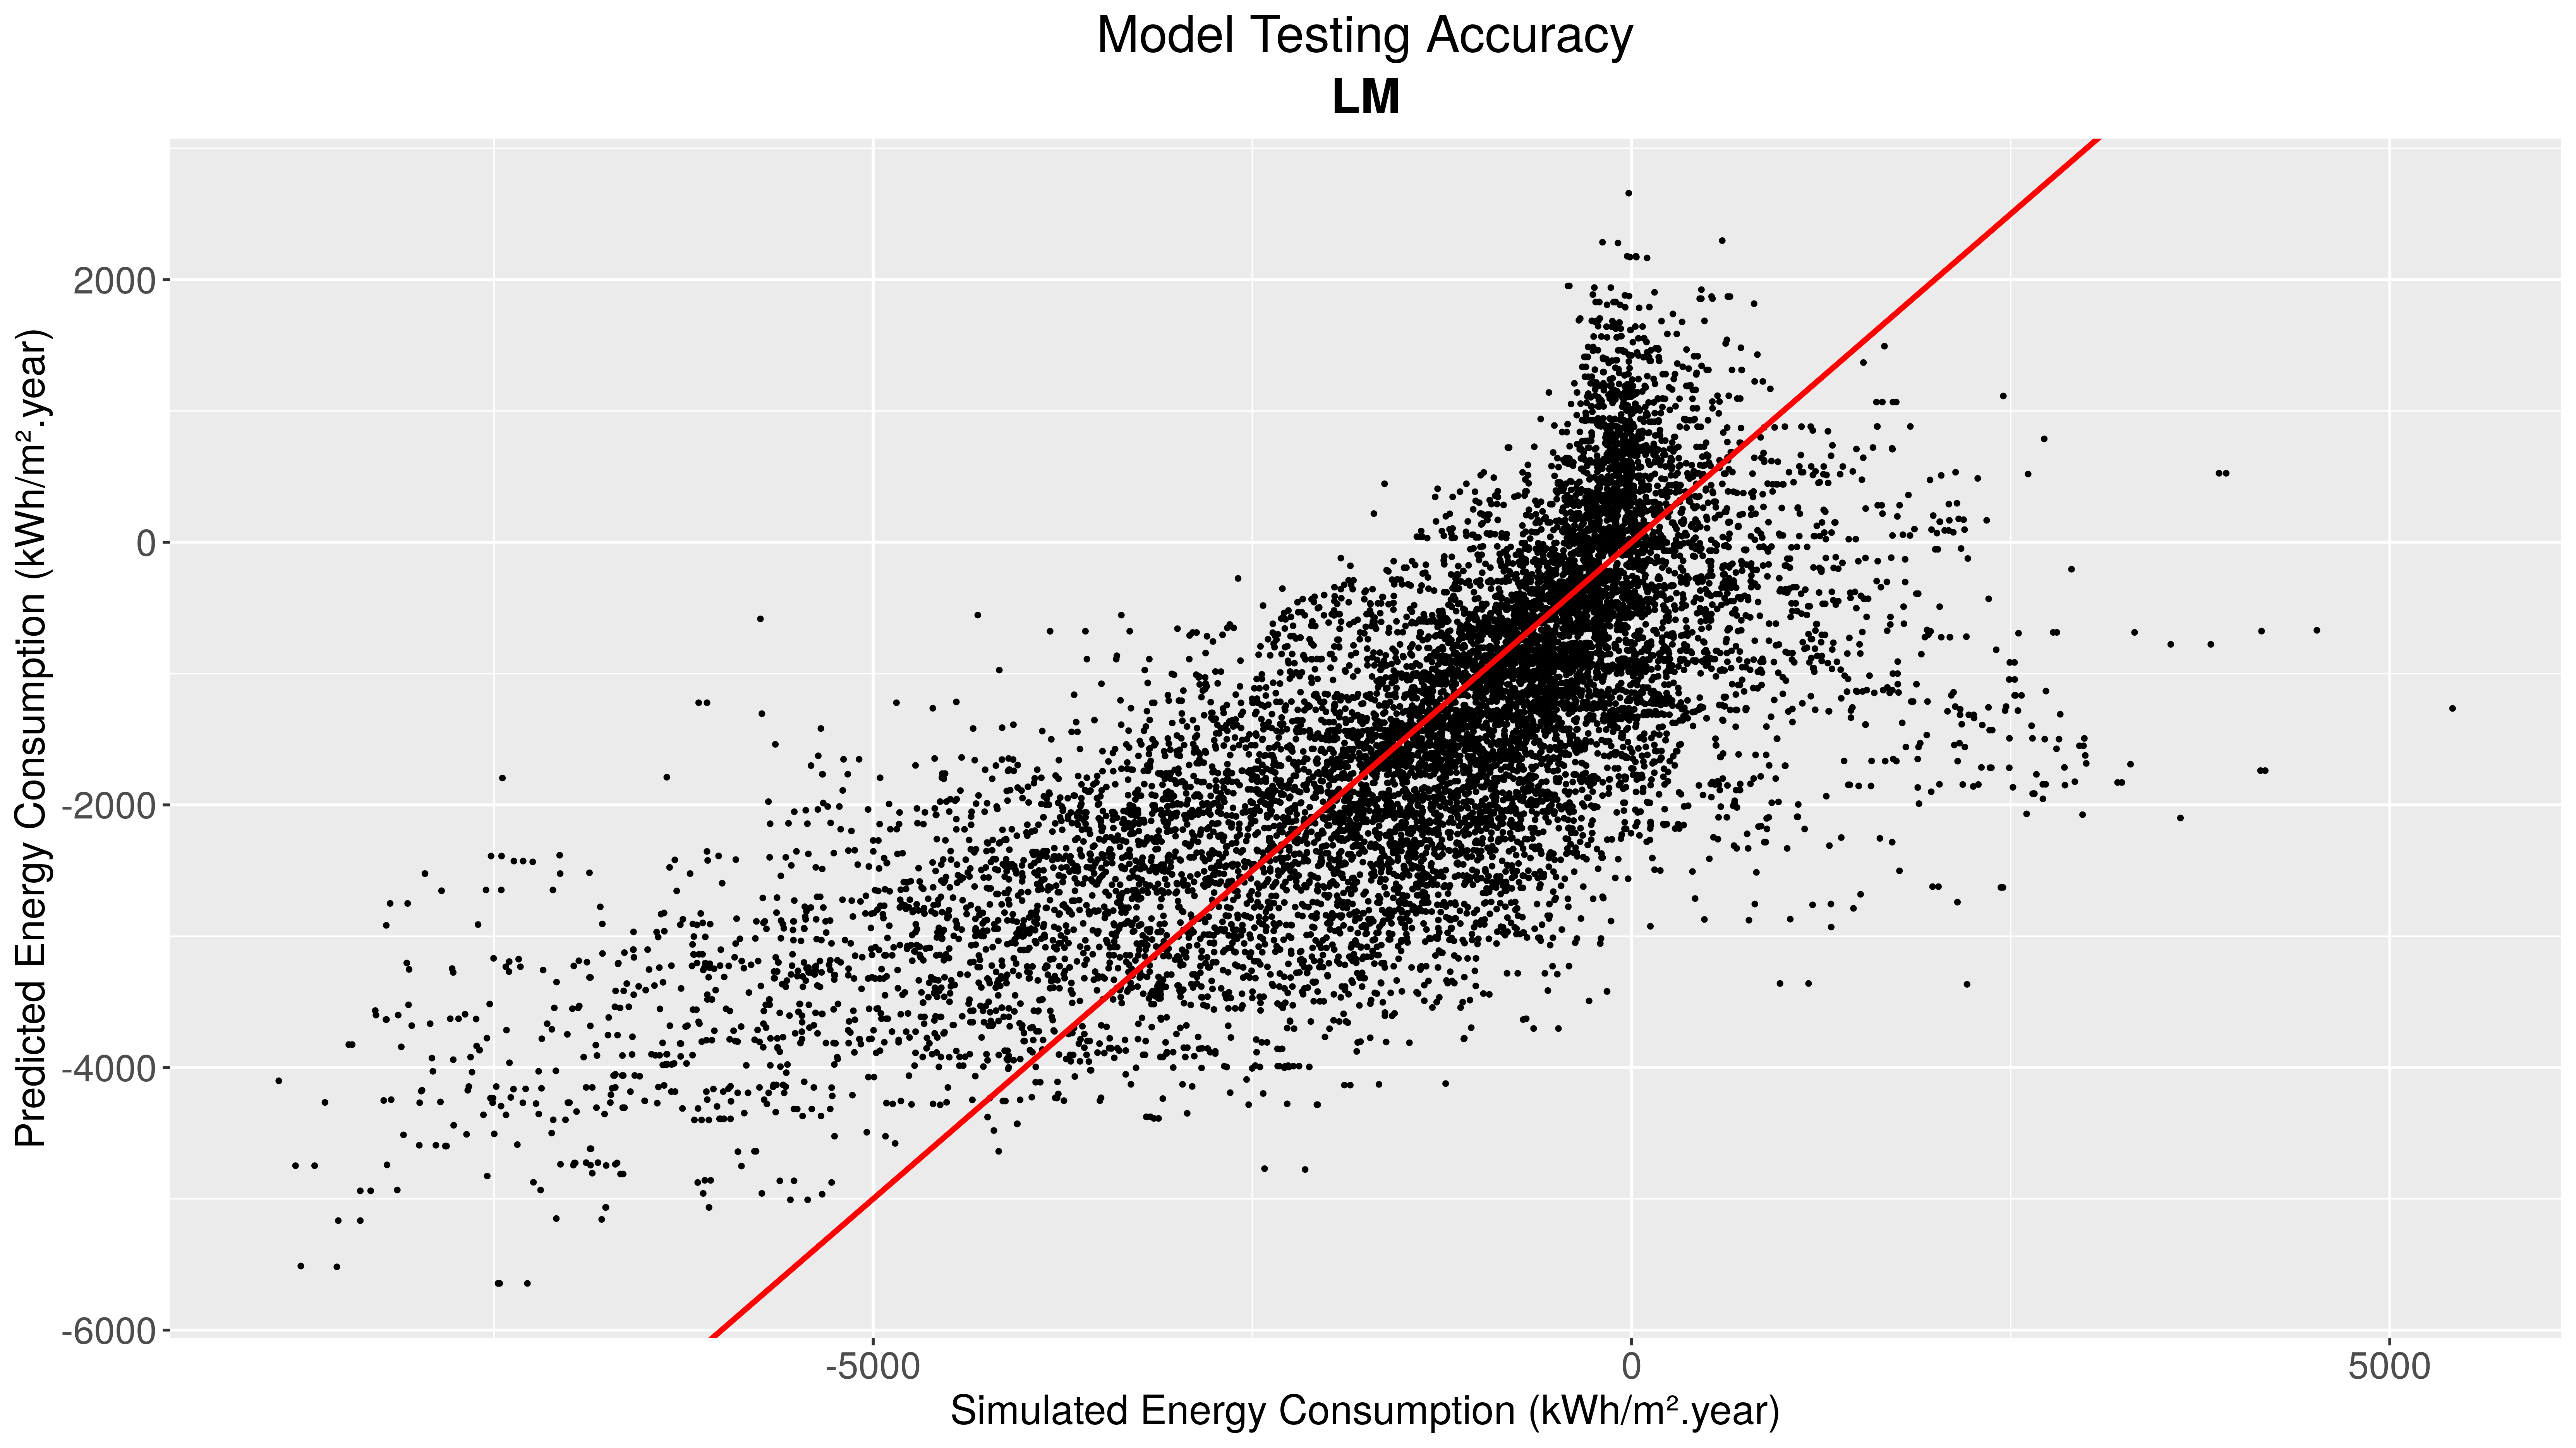 Model Testing Accuracy
LM
Predicted Energy Consumption (kWh/m².year)
2000
0
-2000
-4000
-6000
-5000
0
5000
Simulated Energy Consumption (kWh/m².year)